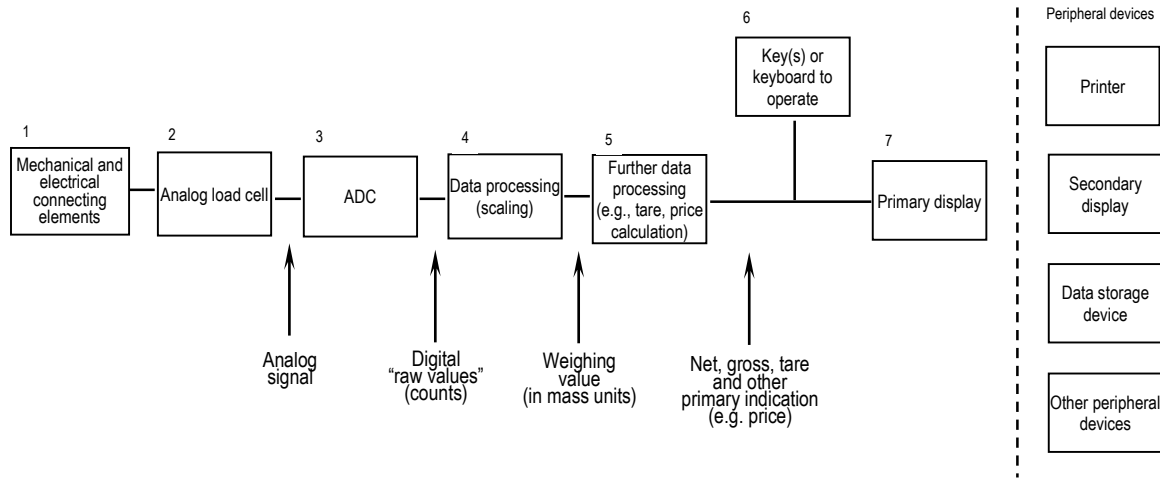 6
Peripheral devices
Key(s) or
keyboard to
operate
Printer
1
2
3
4
5
7
Mechanical and
electrical
connecting
elements
Analog load cell
ADC
Data processing
(scaling)
Further data
processing
(e.g., tare, price
calculation)
Primary display
Secondary
display
Data storage
device
Analog
signal
Digital
“raw values”
(counts)
Weighing
value
(in mass units)
Net, gross, tare
and other
primary indication
(e.g. price)
Other peripheral
devices